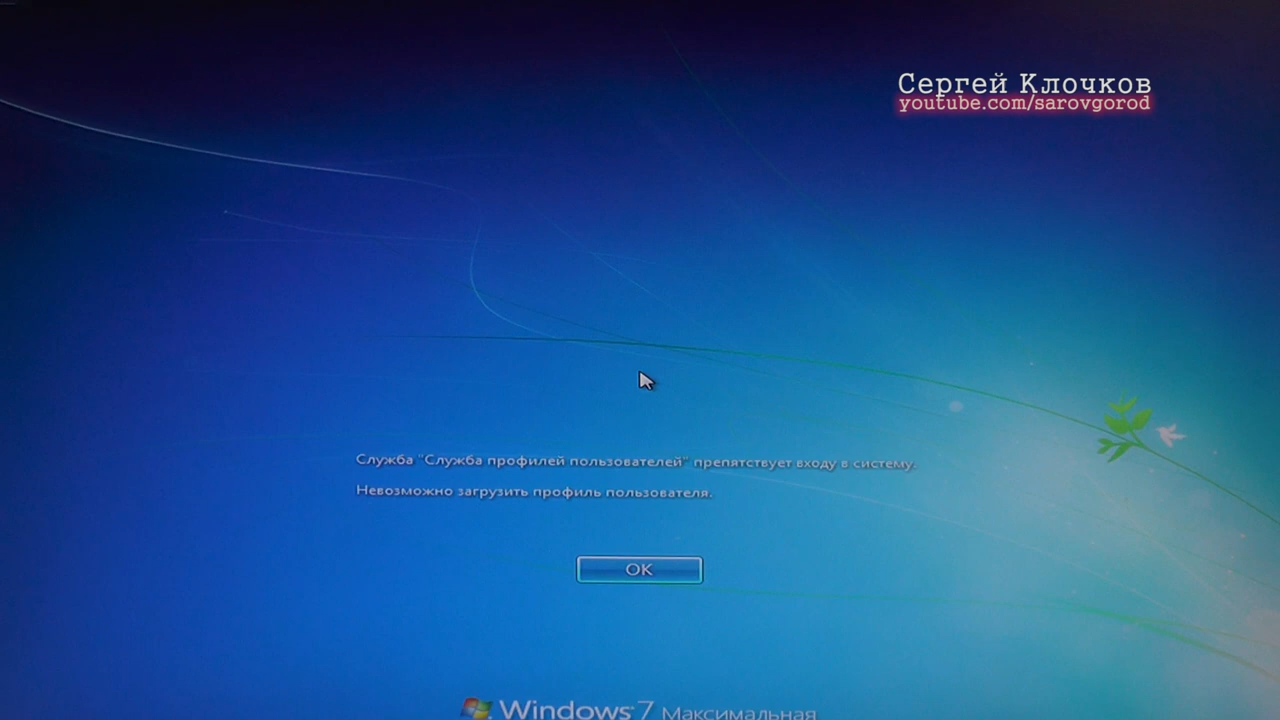 Сергей Клочков
youtube.com/sarovgorod
Служба "Служба профилей пользователей" препятствует входу в систему.
Невозможно загрузить профиль пользователя.
OK
Windows 7 Максимальная